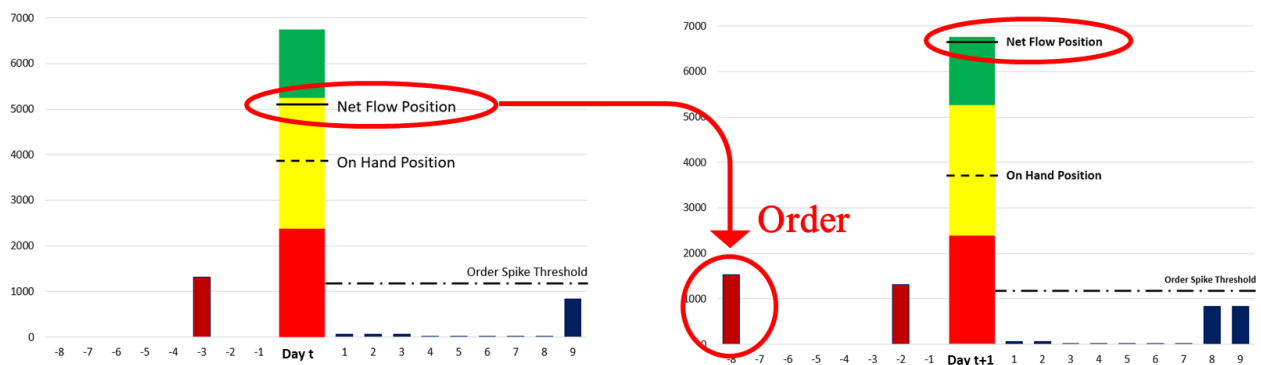 7000
6000
5000
4000
3000
2000
1000
0
Net Flow Position
On Hand Position
Order Spike Threshold
-8 -7 -6 -5 -4 -3 -2 -1 Day t 1 2 3 4 5 6 7 8 9
Order
7000
6000
5000
4000
3000
2000
1000
0
Net Flow Position
On Hand Position
Order Spike Threshold
-8 -7 -6 -5 -4 -3 -2 -1 Day t+1 1 2 3 4 5 6 7 8 9